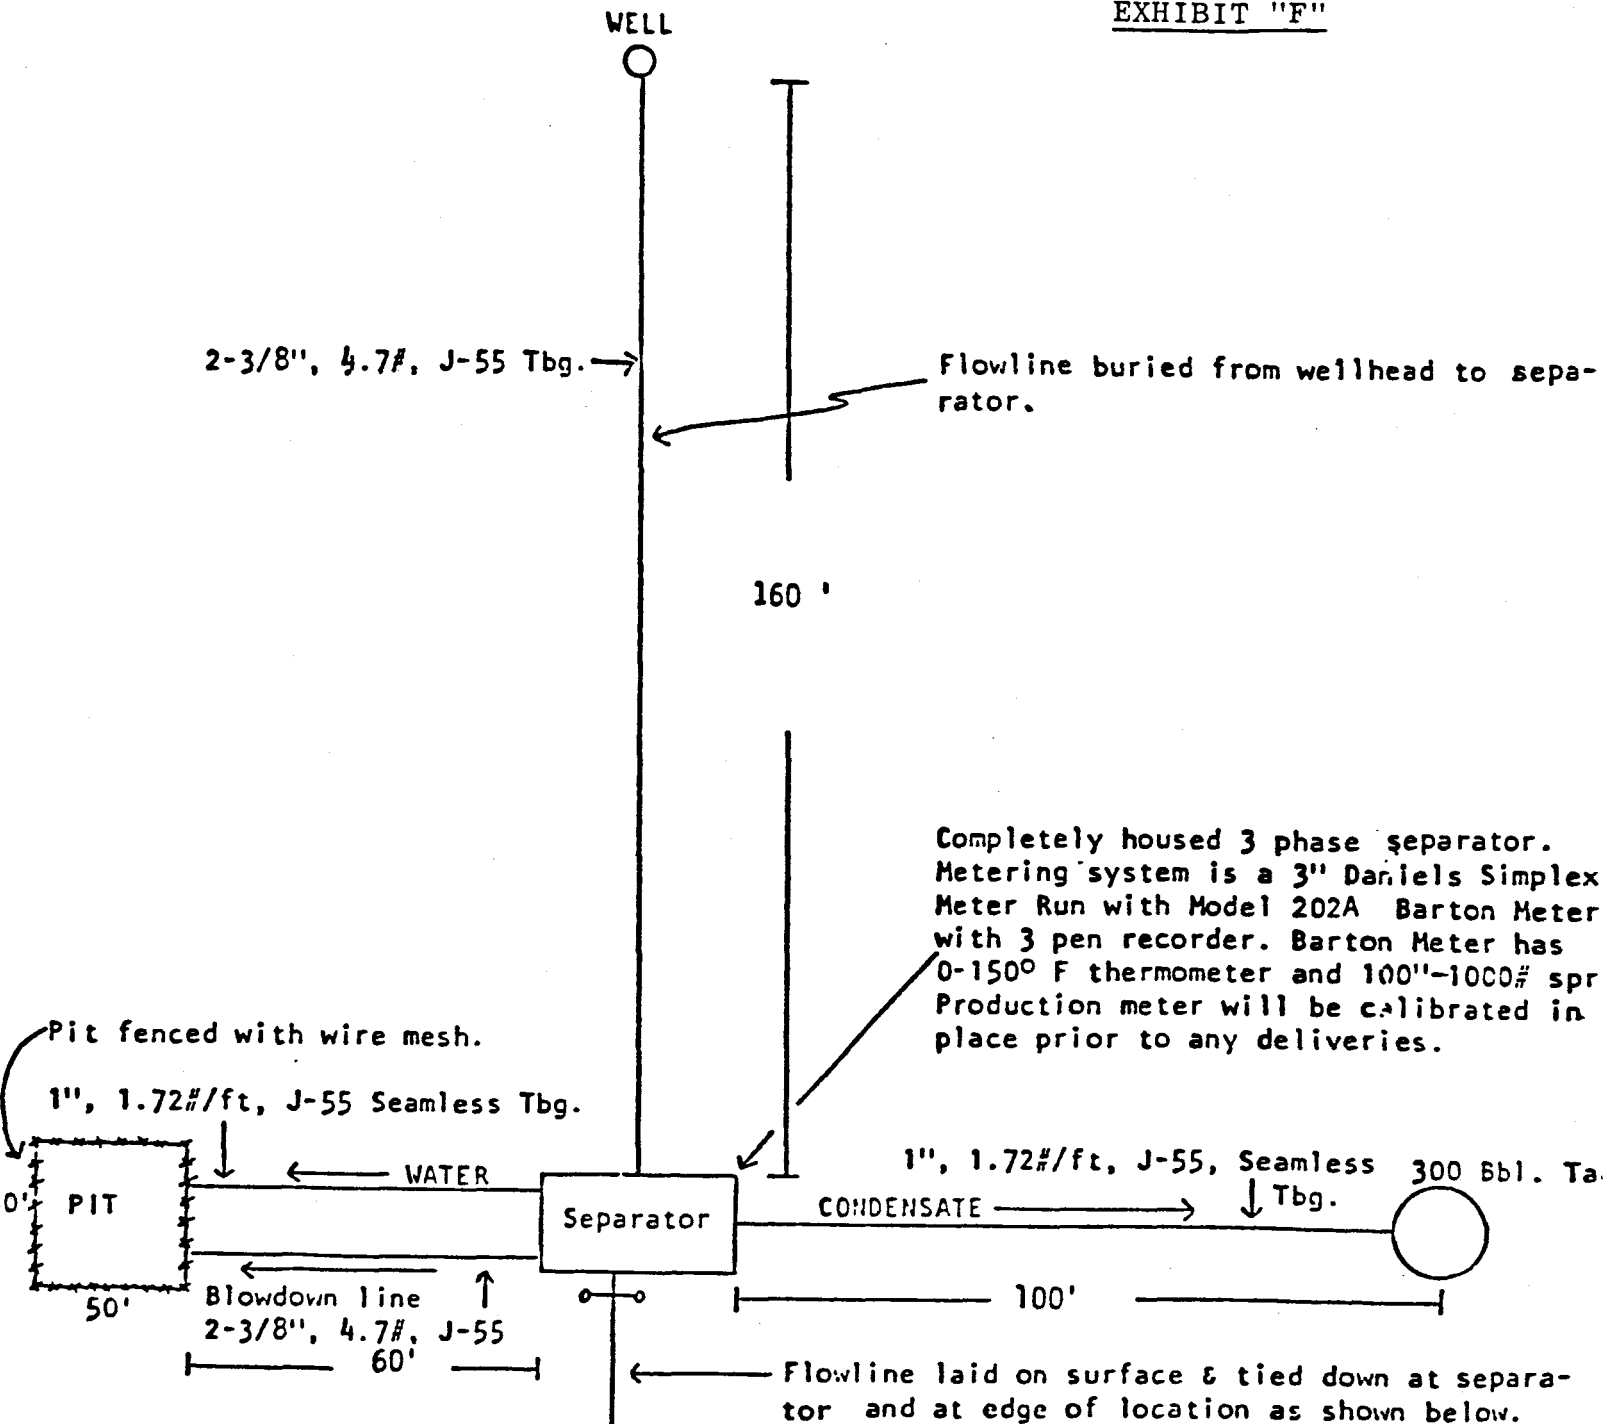 EXHIBIT "F"
WELL
2-3/8", 4.7#, J-55 Tbg.
Flowline buried from wellhead to sepa-
rator.
160 '
Completely housed 3 phase separator.
Metering system is a 3" Daniels Simplex
Meter Run with Model 202A Barton Meter
with 3 pen recorder. Barton Meter has
0-150° F thermometer and 100"-1000# spr
Production meter will be calibrated in
place prior to any deliveries.
Pit fenced with wire mesh.
1", 1.72#/ft, J-55 Seamless Tbg.
1", 1.72#/ft, J-55, Seamless
Tbg.
300 Bbl. Ta
WATER
0'
PIT
Separator
CONDENSATE
50'
Blowdown line
2-3/8", 4.7#, J-55
60'
100'
Flowline laid on surface & tied down at separa-
tor and at edge of location as shown below.